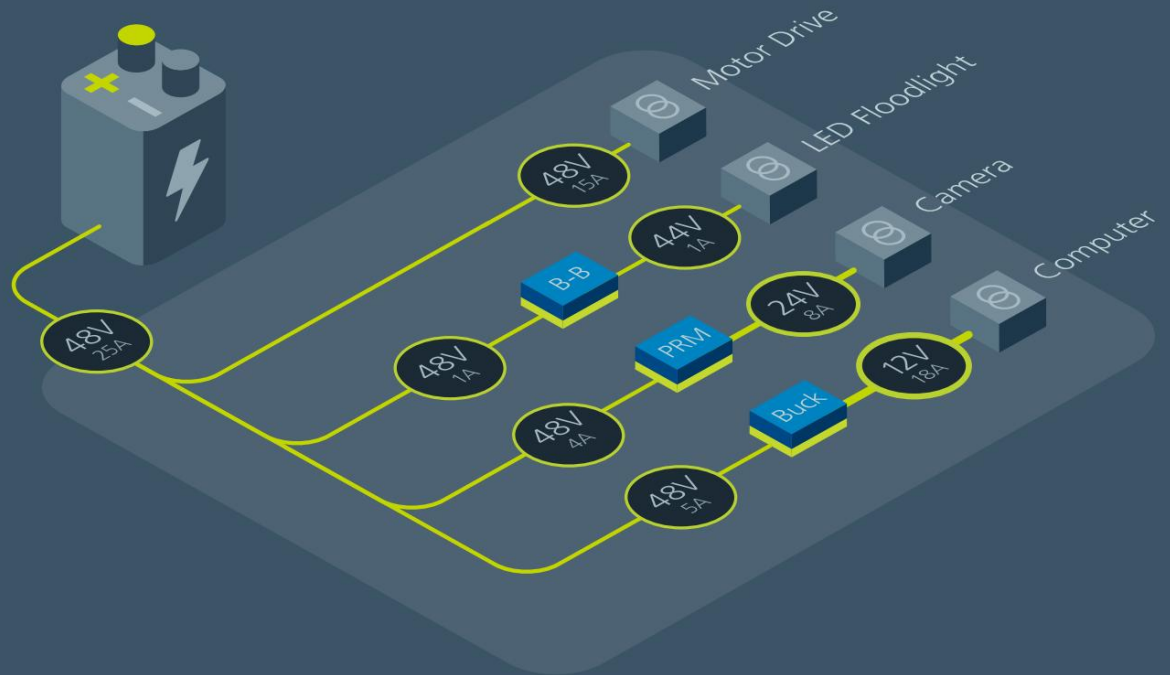 Motor Drive
48V
15A
LED Floodlight
44V
1A
B-B
48V
1A
Camera
24V
8A
PRM
48V
4A
Computer
12V
18A
Buck
48V
5A
48V
25A